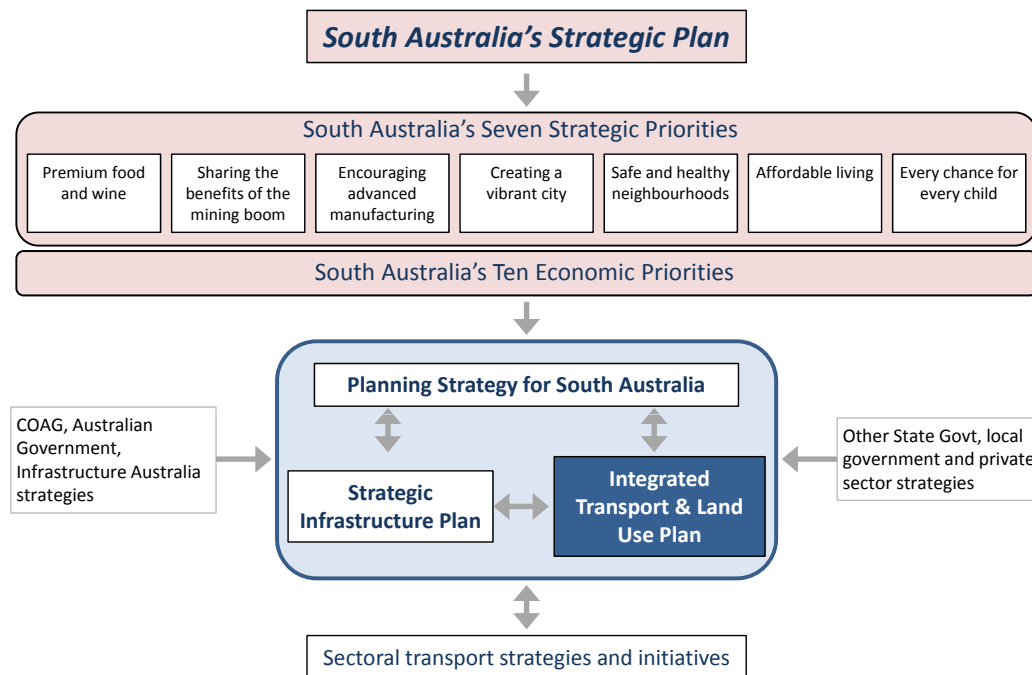 South Australia's Strategic Plan
South Australia's Seven Strategic Priorities
Premium food
and wine
Sharing the
benefits of the
mining boom
Encouraging
advanced
manufacturing
Creating a
vibrant city
Safe and healthy
neighbourhoods
Affordable living
Every chance for
every child
South Australia's Ten Economic Priorities
Planning Strategy for South Australia
COAG, Australian
Government,
Infrastructure Australia
strategies
Strategic
Infrastructure Plan
Integrated
Transport & Land
Use Plan
Other State Govt, local
government and private
sector strategies
Sectoral transport strategies and initiatives